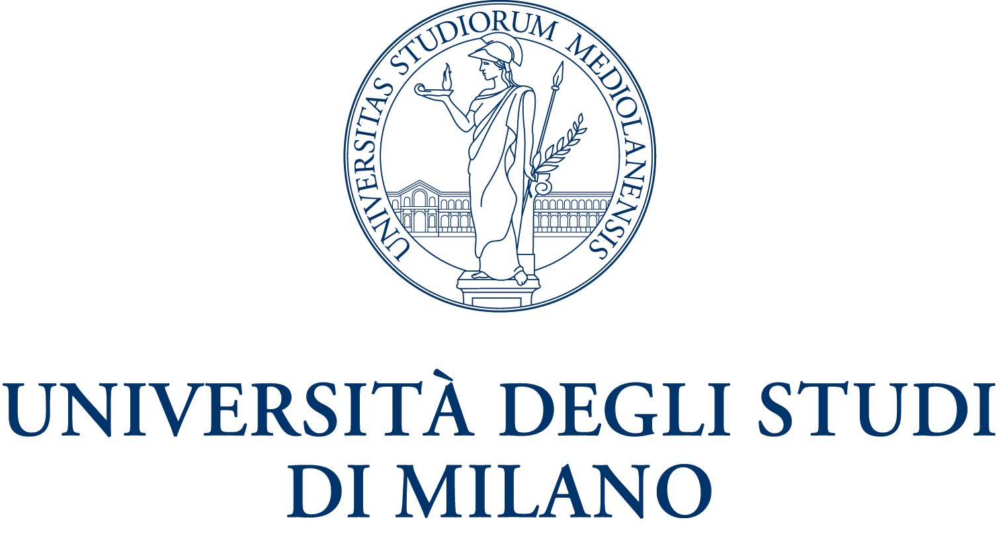 UNIVERSITAS STUDIORUM MEDIOLANENSIS
UNIVERSITÀ DEGLI STUDI
DI MILANO